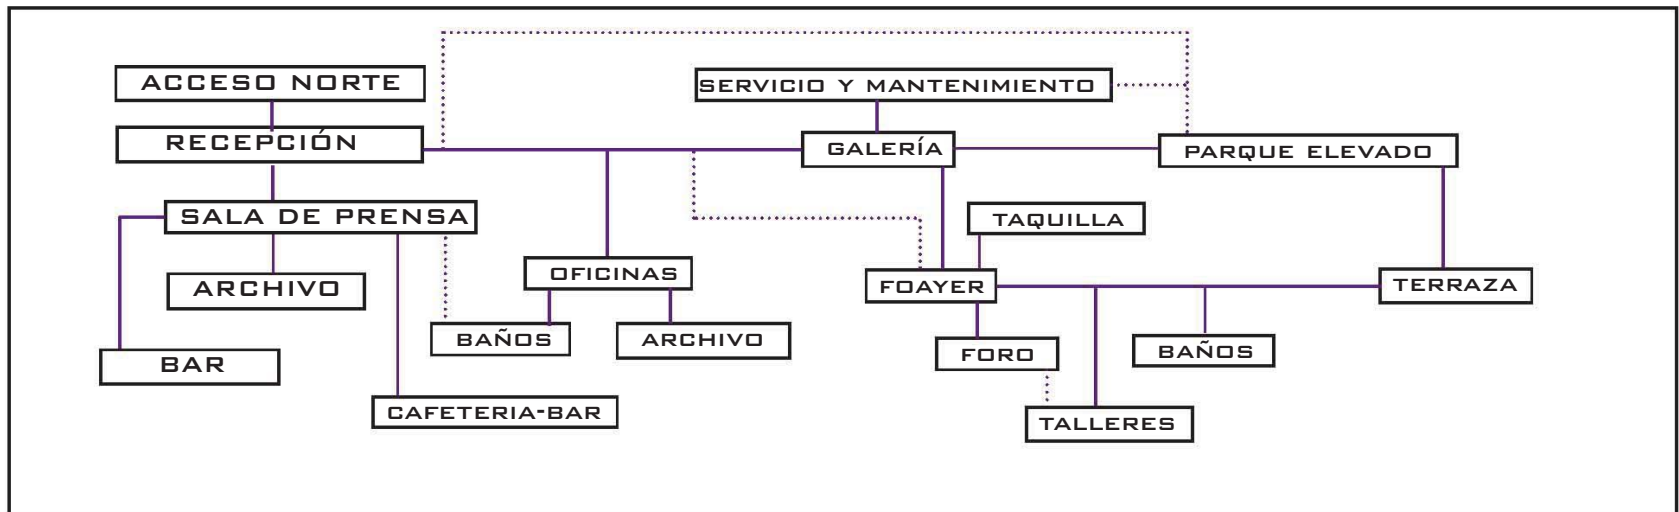 ACCESO NORTE
SERVICIO Y MANTENIMIENTO
RECEPCIÓN
GALERÍA
PARQUE ELEVADO
SALA DE PRENSA
TAQUILLA
ARCHIVO
OFICINAS
FOAYER
TERRAZA
BAÑOS
ARCHIVO
FORO
BAÑOS
BAR
CAFETERIA-BAR
TALLERES